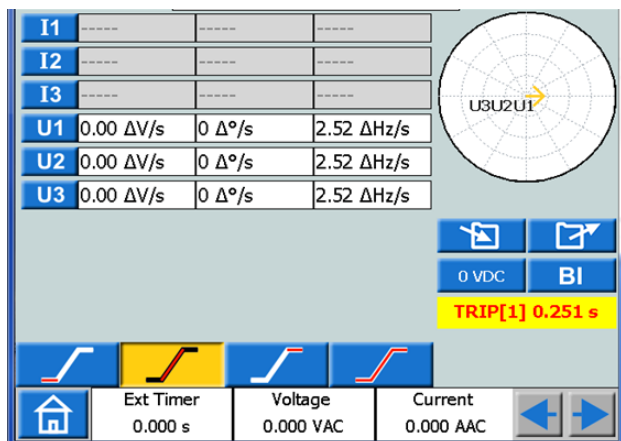 I1 ----- ----- -----
I2 ----- ----- -----
I3 ----- ----- -----
U1 0.00 ΔV/s 0 Δ°/s 2.52 ΔHz/s
U2 0.00 ΔV/s 0 Δ°/s 2.52 ΔHz/s
U3 0.00 ΔV/s 0 Δ°/s 2.52 ΔHz/s
U3U2U1
0 VDC BI
TRIP[1] 0.251 s
Ext Timer Voltage Current
0.000 s 0.000 VAC 0.000 AAC